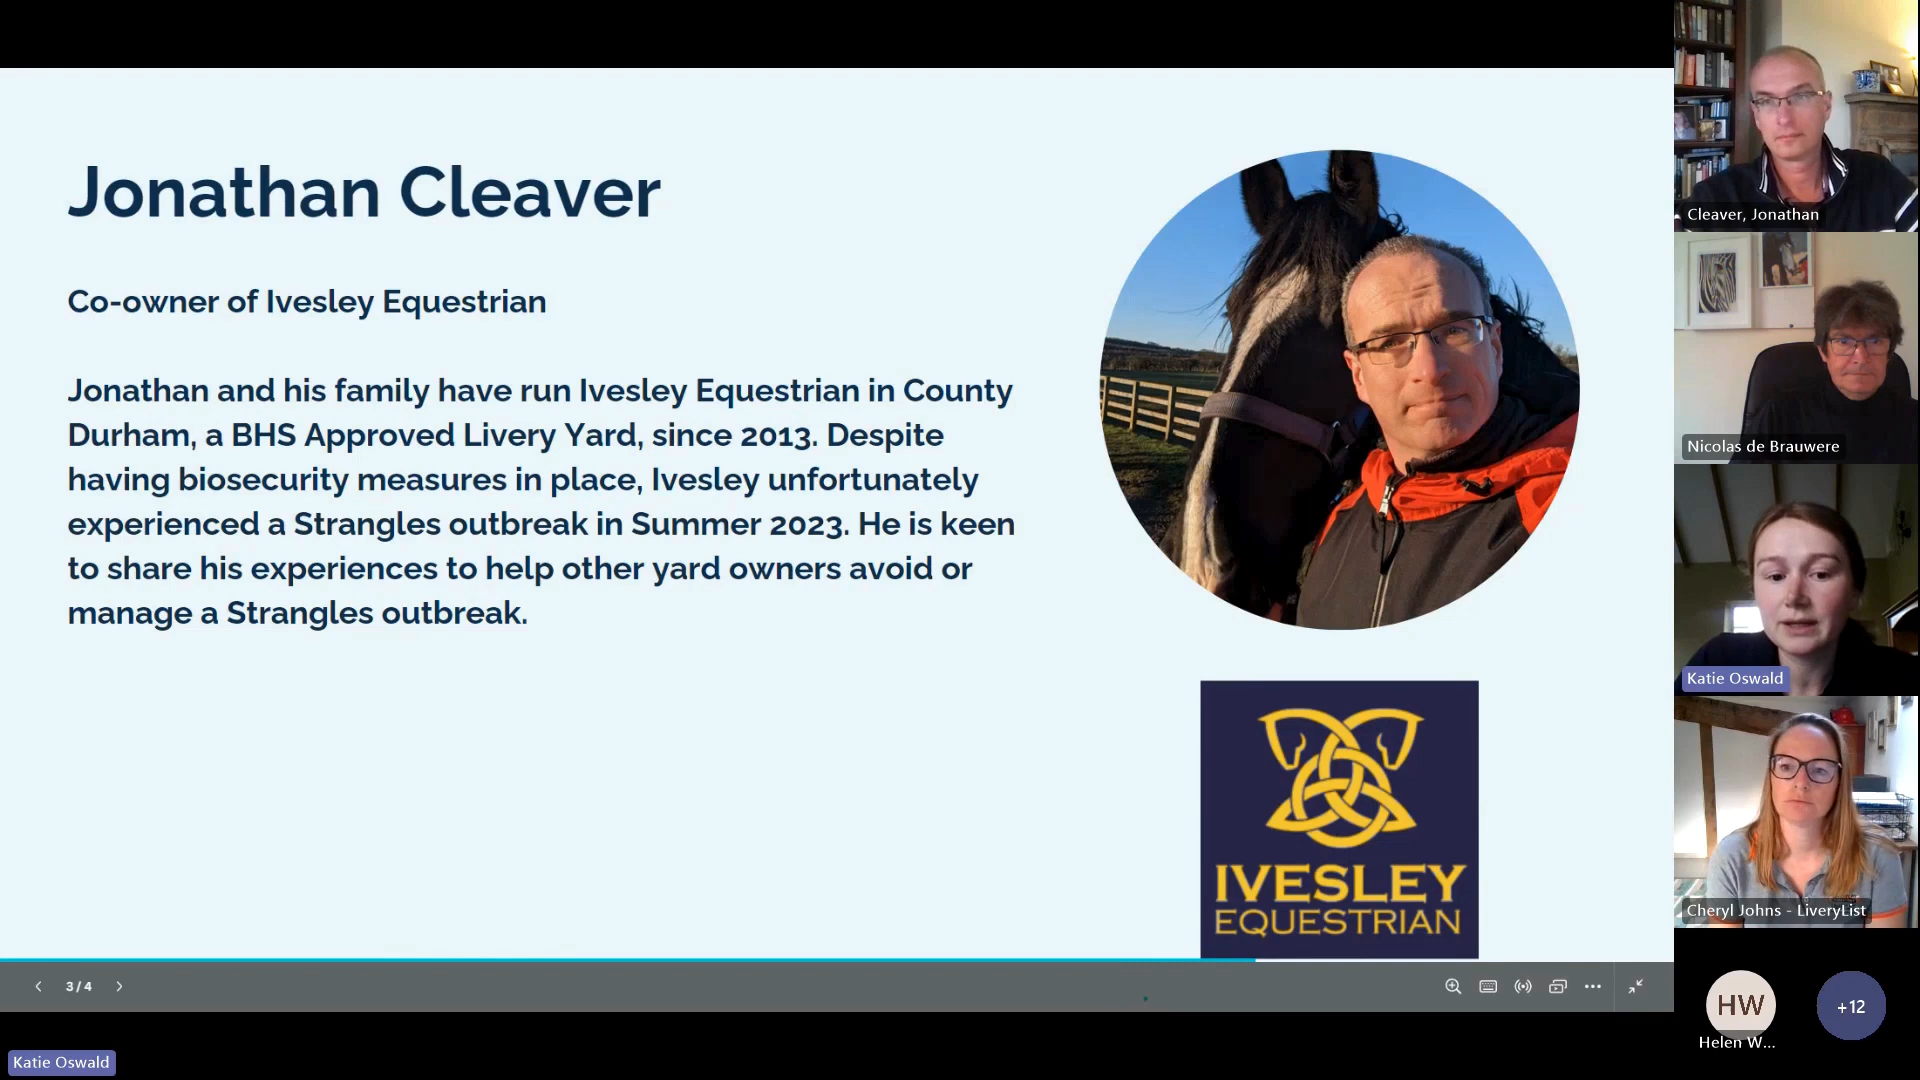 Jonathan Cleaver
Co-owner of Ivesley Equestrian
Jonathan and his family have run Ivesley Equestrian in County
Durham, a BHS Approved Livery Yard, since 2013. Despite
having biosecurity measures in place, Ivesley unfortunately
experienced a Strangles outbreak in Summer 2023. He is keen
to share his experiences to help other yard owners avoid or
manage a Strangles outbreak.
IVESLEY
EQUESTRIAN
3 / 4
Katie Oswald
Cleaver, Jonathan
Nicolas de Brauwere
Katie Oswald
Cheryl Johns - LiveryList
HW
Helen W...
+12